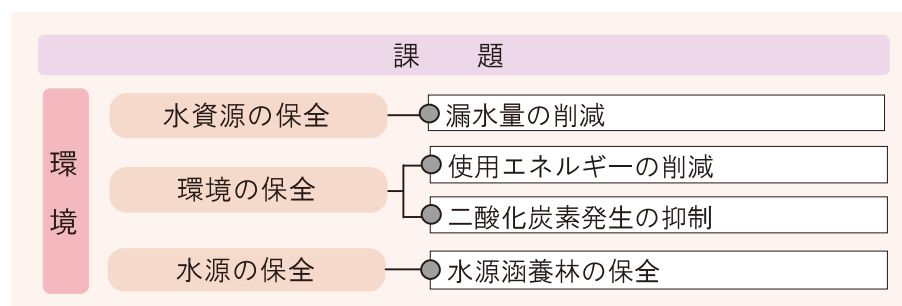 課　題
環境
水資源の保全
漏水量の削減
環境の保全
使用エネルギーの削減
二酸化炭素発生の抑制
水源の保全
水源涵養林の保全